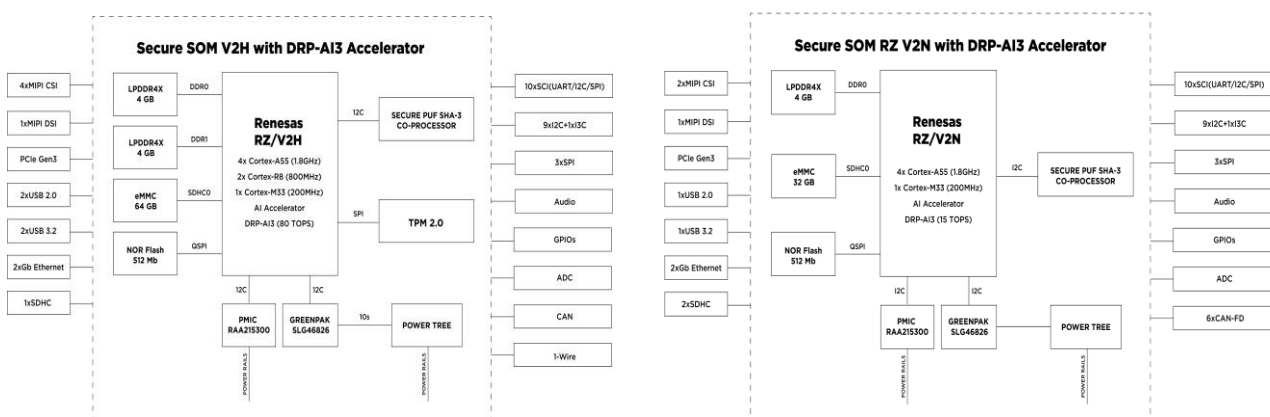 Secure SOM V2H with DRP-AI3 Accelerator
4xMIPI CSI
1xMIPI DSI
PCIe Gen3
2xUSB 2.0
2xUSB 3.2
2xGb Ethernet
1xSDHC
LPDDR4X
4 GB
DDR0
LPDDR4X
4 GB
DDR1
eMMC
64 GB
SDHC0
NOR Flash
512 Mb
QSPI
Renesas
RZ/V2H
4x Cortex-A55 (1.8GHz)
2x Cortex-R8 (800MHz)
1x Cortex-M33 (200MHz)
AI Accelerator
DRP-AI3 (80 TOPS)
I2C
SECURE PUF SHA-3
CO-PROCESSOR
SPI
TPM 2.0
I2C
I2C
PMIC
RAA215300
GREENPAK
SLG46826
10s
POWER TREE
POWER RAILS
POWER RAILS
10xSCI(UART/I2C/SPI)
9xI2C+1xI3C
3xSPI
Audio
GPIOs
ADC
CAN
1-Wire
Secure SOM RZ V2N with DRP-AI3 Accelerator
2xMIPI CSI
1xMIPI DSI
PCIe Gen3
1xUSB 2.0
1xUSB 3.2
2xGb Ethernet
2xSDHC
LPDDR4X
4 GB
DDR0
eMMC
32 GB
SDHC0
NOR Flash
512 Mb
QSPI
Renesas
RZ/V2N
4x Cortex-A55 (1.8GHz)
1x Cortex-M33 (200MHz)
AI Accelerator
DRP-AI3 (15 TOPS)
I2C
SECURE PUF SHA-3
CO-PROCESSOR
I2C
I2C
PMIC
RAA215300
GREENPAK
SLG46826
POWER TREE
POWER RAILS
POWER RAILS
10xSCI(UART/I2C/SPI)
9xI2C+1xI3C
3xSPI
Audio
GPIOs
ADC
6xCAN-FD